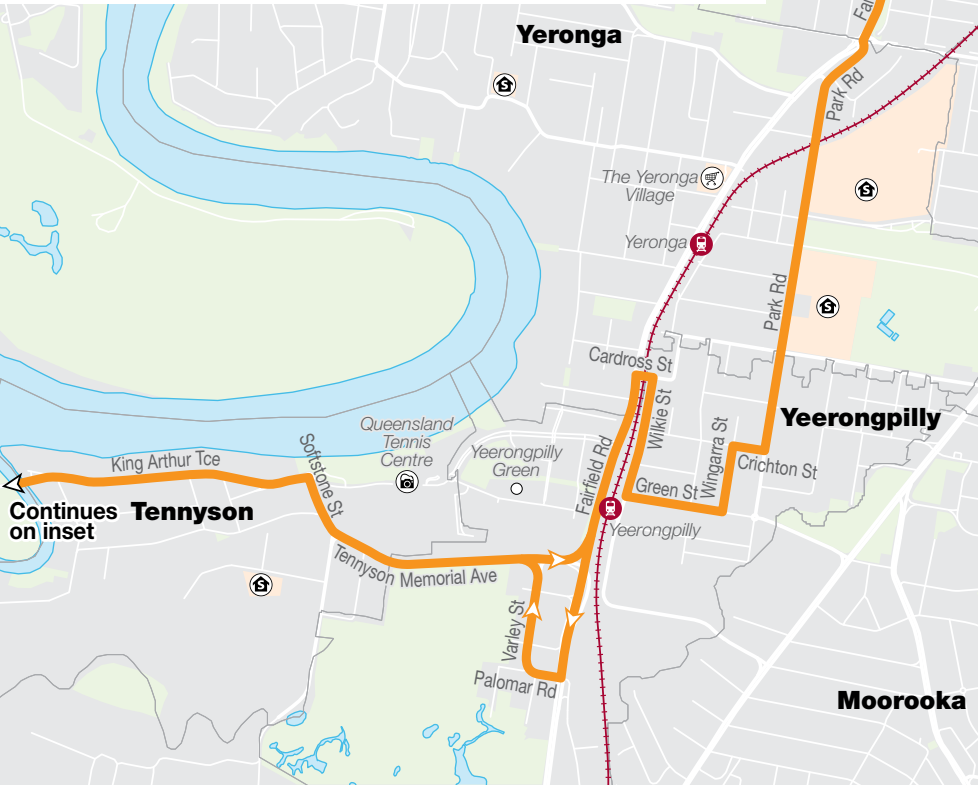 Fai
Yeronga
Park Rd
The Yeronga
Village
Yeronga
Park Rd
Cardross St
Wilkie St
Yeerongpilly
Queensland
Tennis
Centre
Yeerongpilly
Green
Fairfield Rd
Wingarra St
Crichton St
Softstone St
King Arthur Tce
Green St
Continues
on inset
Tennyson
Yeerongpilly
Tennyson
Memorial Ave
Varley St
Palomar Rd
Moorooka